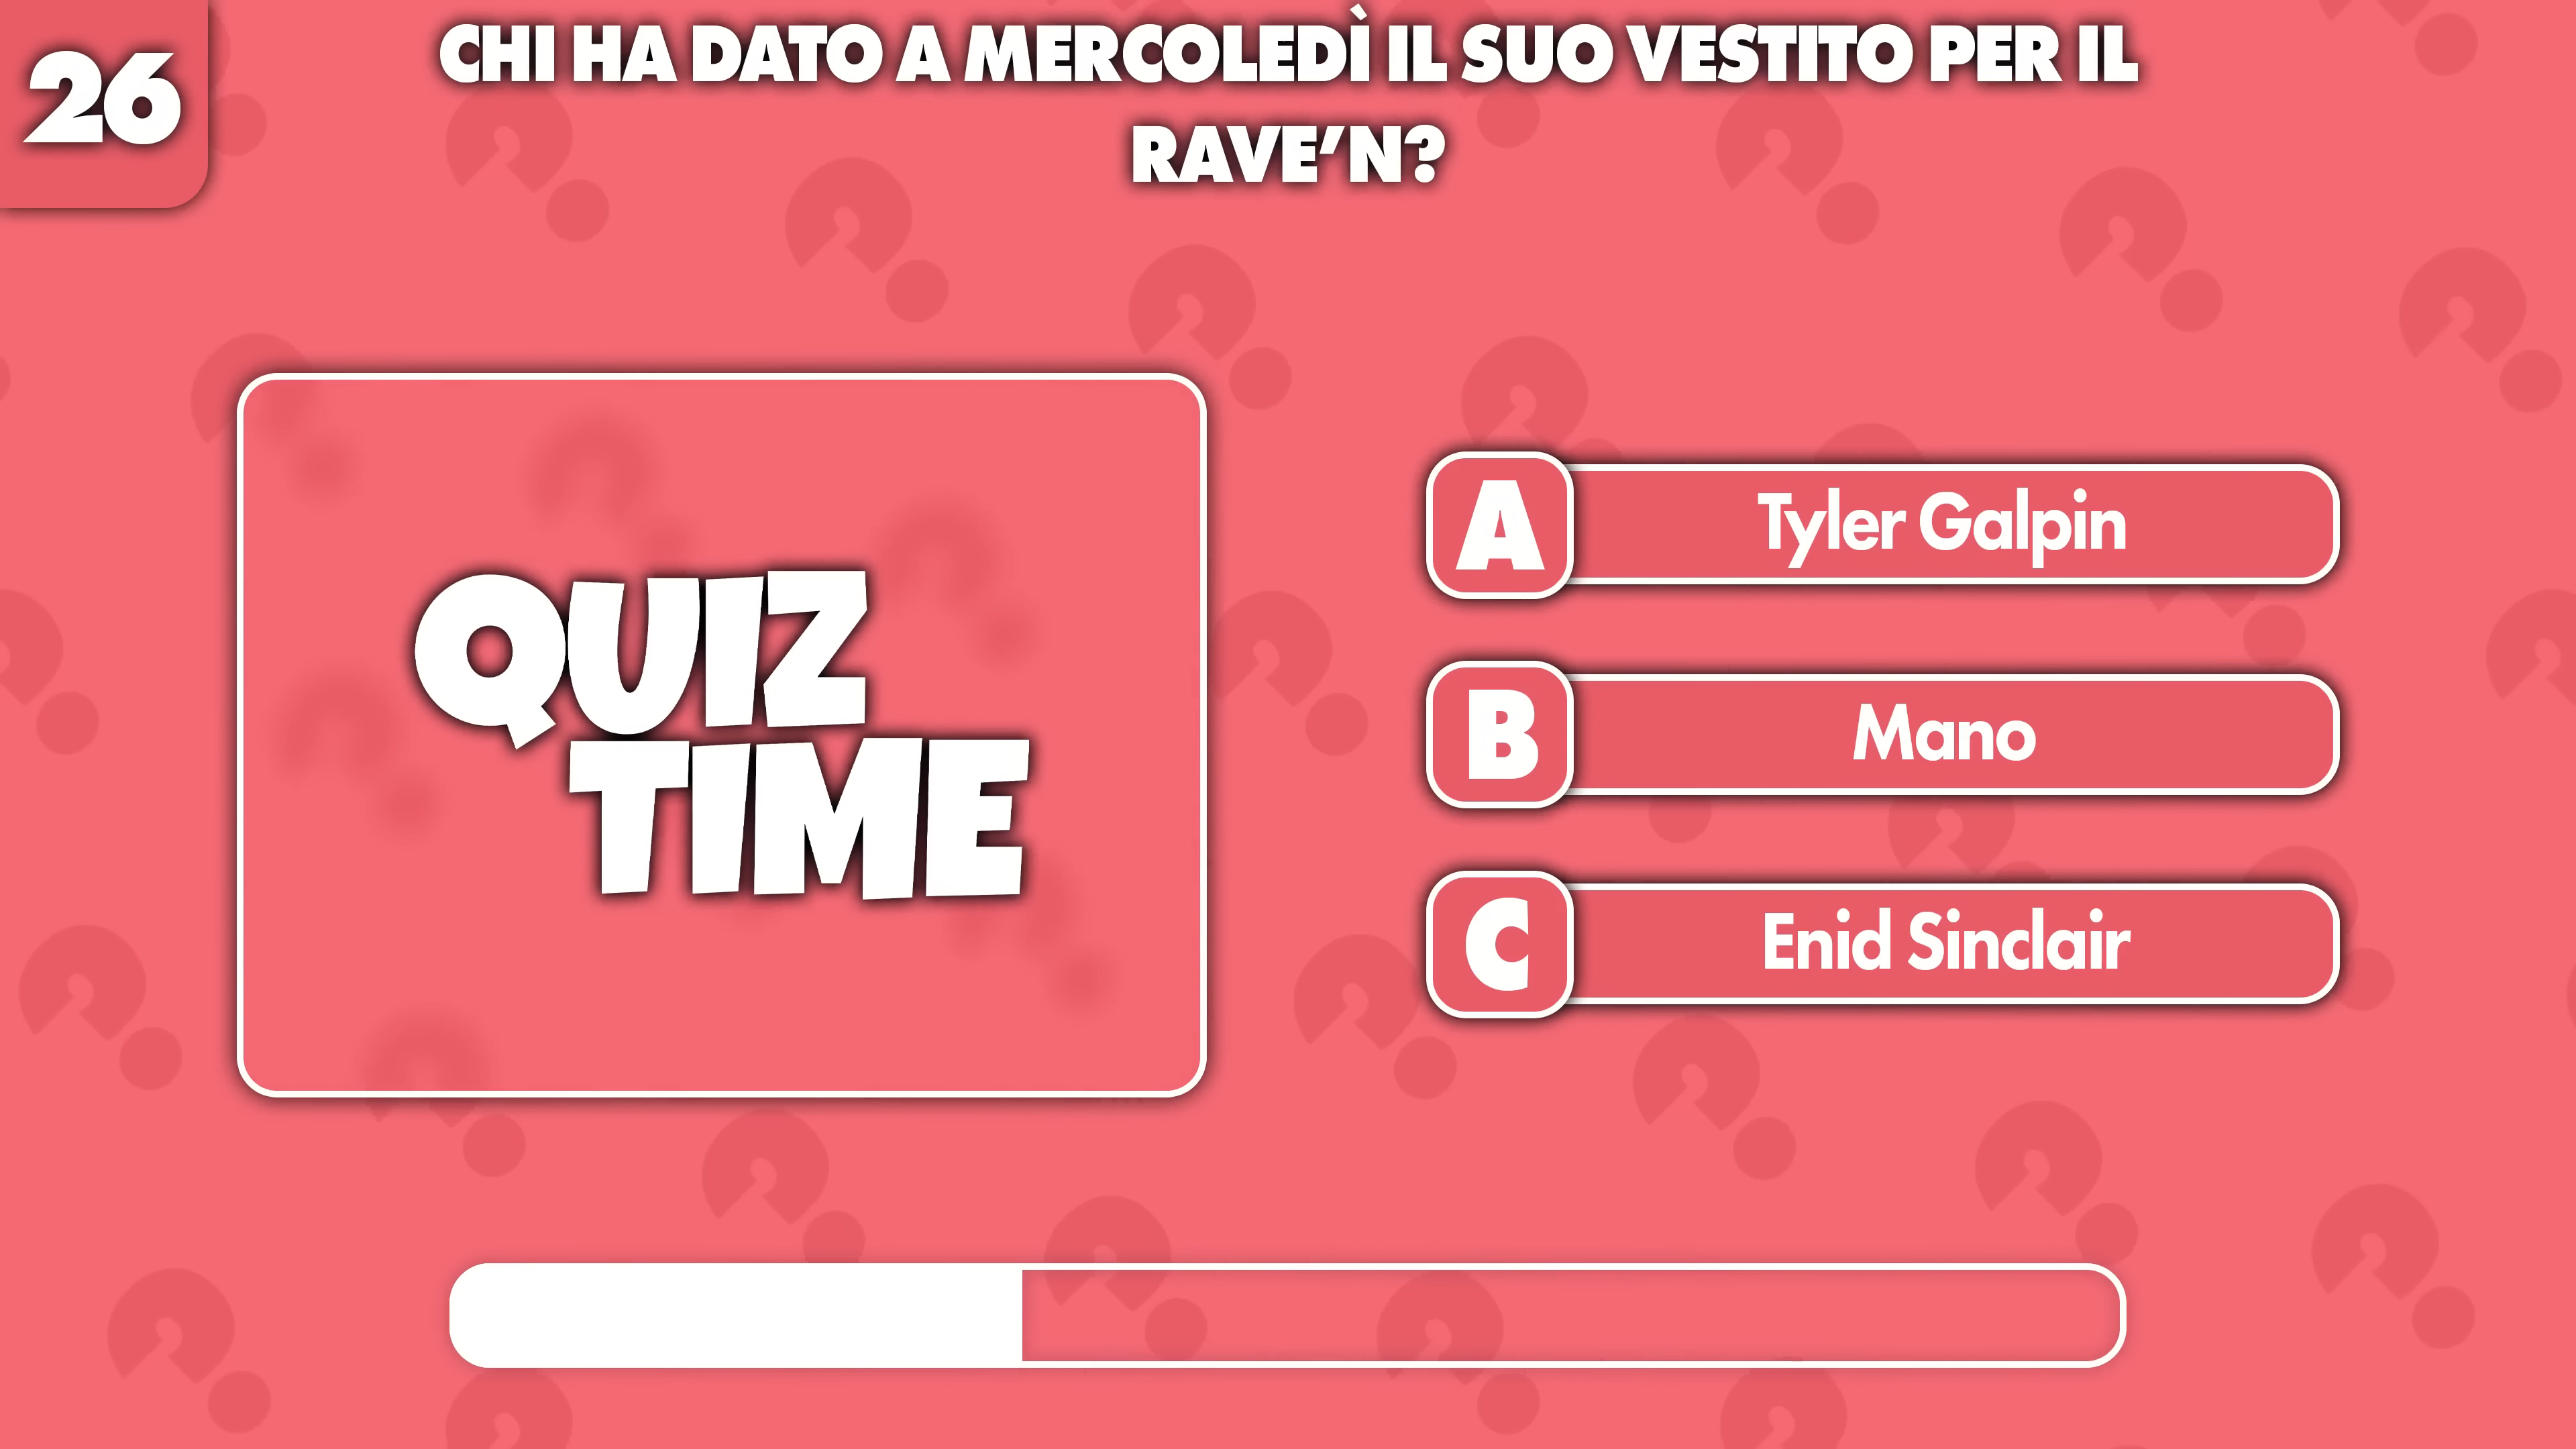 26
CHI HA DATO A MERCOLEDÌ IL SUO VESTITO PER IL
RAVE'N?
QUIZ
TIME
A Tyler Galpin
B Mano
C Enid Sinclair